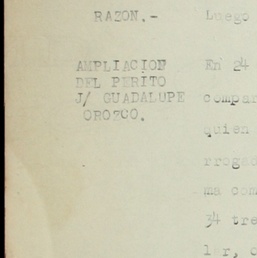 RAZON.-
Luego
AMPLIACION
DEL PERITO
J/ GUADALUPE
OROZCO.
En 24
compar
quien
rrogad
ma com
34 tre
lar, c